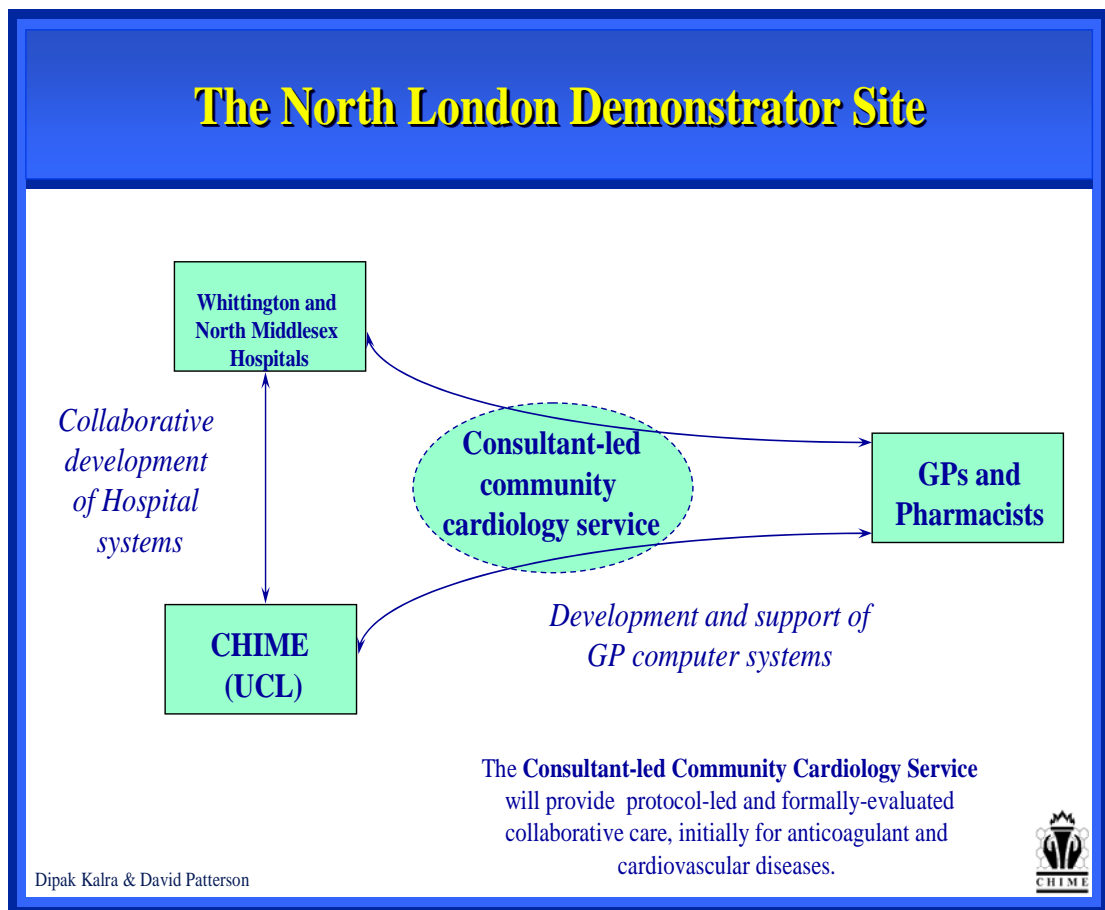 The North London Demonstrator Site
Whittington and
North Middlesex
Hospitals
Collaborative
development
of Hospital
systems
Consultant-led
community
cardiology service
GPs and
Pharmacists
CHIME
(UCL)
Development and support of
GP computer systems
The Consultant-led Community Cardiology Service
will provide protocol-led and formally-evaluated
collaborative care, initially for anticoagulant and
cardiovascular diseases.
Dipak Kalra & David Patterson
CHIME